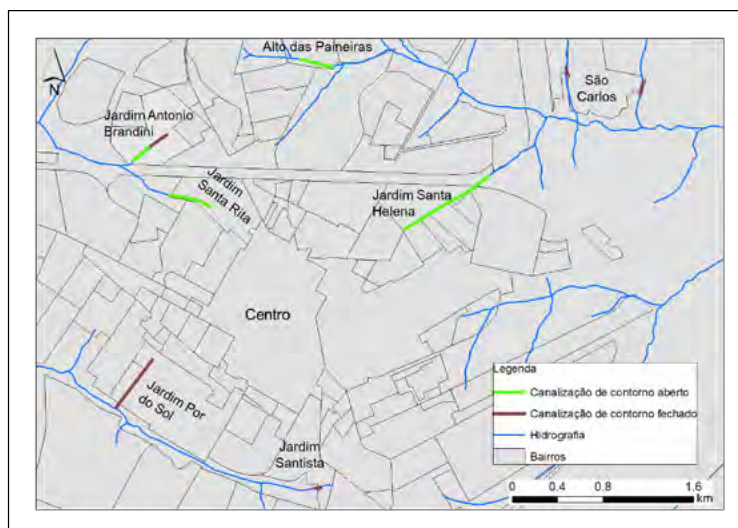 Alto das Paineiras
N
São
Carlos
Jardim Antonio
Brandini
Jardim
Santa Rita
Jardim Santa
Helena
Centro
Jardim Por
do Sol
Jardim
Santista
Legenda
Canalização de contorno aberto
Canalização de contorno fechado
Hidrografia
Bairros
0 0.4 0.8 1.6
km